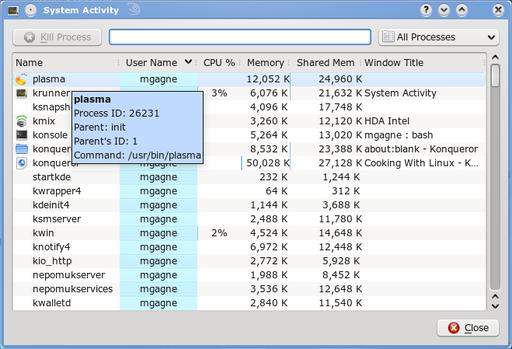 System Activity
Kill Process
All Processes
Name User Name CPU % Memory Shared Mem Window Title
plasma mgagne 12,052 K 24,960 K
krunner 3% 6,076 K 21,632 K System Activity
ksnapsh 4,096 K 17,748 K
kmix 3,260 K 12,120 K HDA Intel
konsole 5,264 K 13,020 K mgagne : bash
konquer 8,532 K 23,388 K about:blank - Konqueror
konquer 50,028 K 27,128 K Cooking With Linux - K...
plasma
Process ID: 26231
Parent: init
Parent's ID: 1
Command: /usr/bin/plasma
startkde mgagne 232 K 1,244 K
kwrapper4 mgagne 64 K 312 K
kdeinit4 mgagne 1,144 K 3,688 K
ksmserver mgagne 2,488 K 11,780 K
kwin mgagne 2% 4,524 K 14,648 K
knotify4 mgagne 6,972 K 12,448 K
kio_http mgagne 2,772 K 5,928 K
nepomukserver mgagne 1,988 K 8,452 K
nepomukservices mgagne 3,536 K 12,648 K
kwalletd mgagne 2,840 K 11,540 K
Close